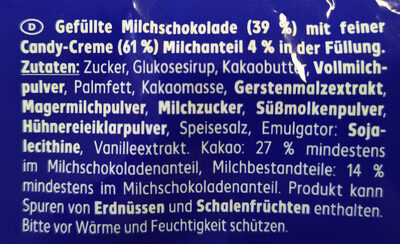 D Gefüllte Milchschokolade (39 %) mit feiner
Candy-Creme (61 %) Milchanteil 4 % in der Füllung.
Zutaten: Zucker, Glukosesirup, Kakaobutter, Vollmilch-
pulver, Palmfett, Kakaomasse, Gerstenmalzextrakt,
Magermilchpulver, Milchzucker, Süßmolkenpulver,
Hühnereieiklarpulver, Speisesalz, Emulgator: Soja-
lecithine, Vanilleextrakt. Kakao: 27 % mindestens
im Milchschokoladenanteil, Milchbestandteile: 14 %
mindestens im Milchschokoladenanteil. Produkt kann
Spuren von Erdnüssen und Schalenfrüchten enthalten.
Bitte vor Wärme und Feuchtigkeit schützen.